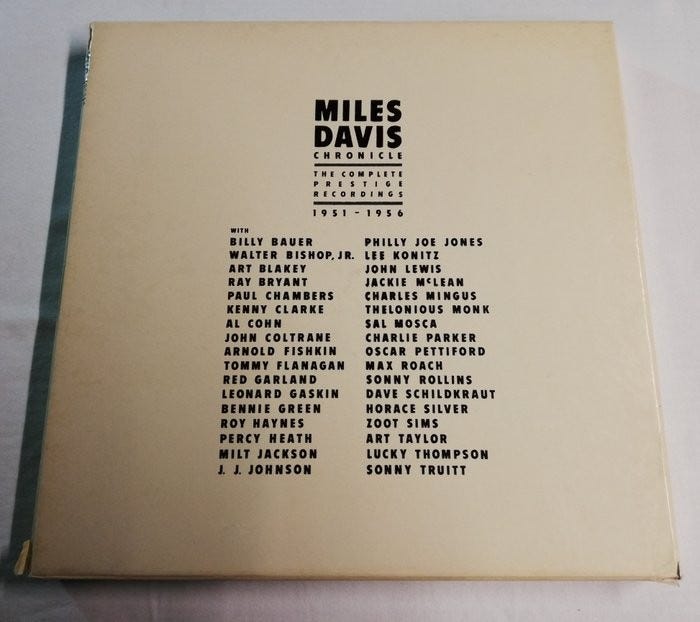 MILES
DAVIS
CHRONICLE
THE COMPLETE
PRESTIGE
RECORDINGS
1951-1956
WITH
BILLY BAUER
WALTER BISHOP, JR.
ART BLAKEY
RAY BRYANT
PAUL CHAMBERS
KENNY CLARKE
AL COHN
JOHN COLTRANE
ARNOLD FISHKIN
TOMMY FLANAGAN
RED GARLAND
LEONARD GASKIN
BENNIE GREEN
ROY HAYNES
PERCY HEATH
MILT JACKSON
J. J. JOHNSON
PHILLY JOE JONES
LEE KONITZ
JOHN LEWIS
JACKIE McLEAN
CHARLES MINGUS
THELONIOUS MONK
SAL MOSCA
CHARLIE PARKER
OSCAR PETTIFORD
MAX ROACH
SONNY ROLLINS
DAVE SCHILDKRAUT
HORACE SILVER
ZOOT SIMS
ART TAYLOR
LUCKY THOMPSON
SONNY TRUITT